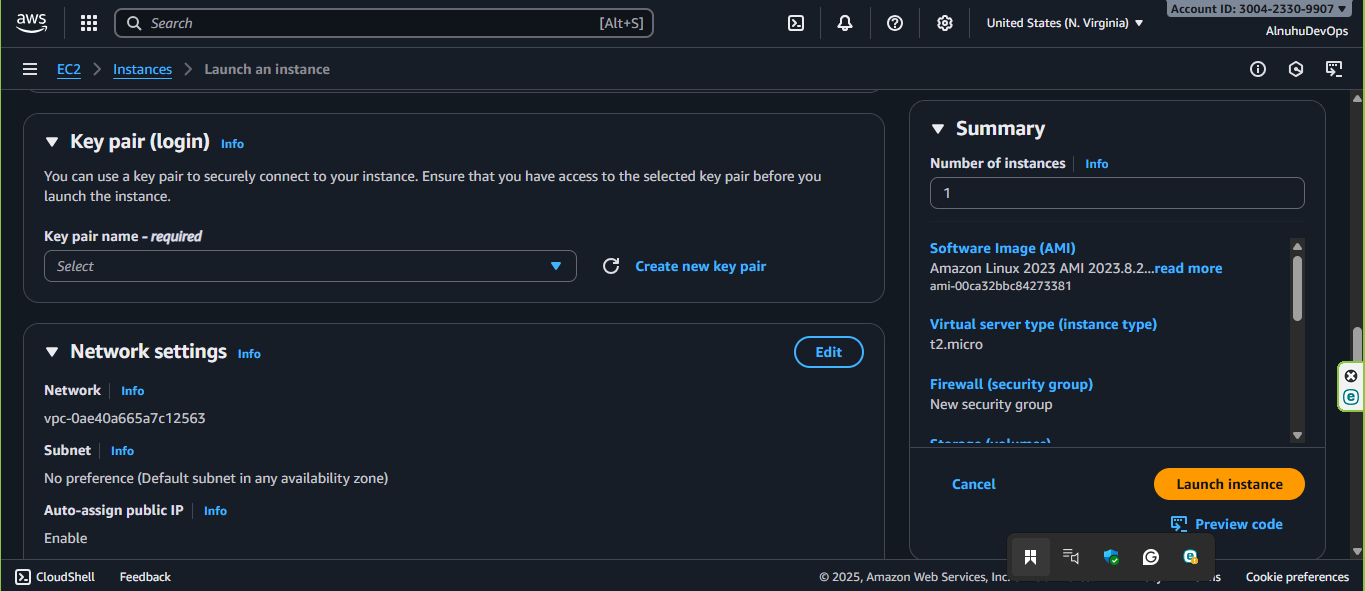 aws
Search [Alt+S]
United States (N. Virginia)
Account ID: 3004-2330-9907
AlnuhuDevOps
EC2 Instances Launch an instance
Key pair (login) Info
You can use a key pair to securely connect to your instance. Ensure that you have access to the selected key pair before you
launch the instance.
Key pair name - required
Select
Create new key pair
Network settings Info
Edit
Network Info
vpc-0ae40a665a7c12563
Subnet Info
No preference (Default subnet in any availability zone)
Auto-assign public IP Info
Enable
Summary
Number of instances Info
1
Software Image (AMI)
Amazon Linux 2023 AMI 2023.8.2...read more
ami-00ca32bbc84273381
Virtual server type (instance type)
t2.micro
Firewall (security group)
New security group
Storage (volumes)
Cancel
Launch instance
Preview code
CloudShell Feedback
© 2025, Amazon Web Services, Inc.
Cookie preferences